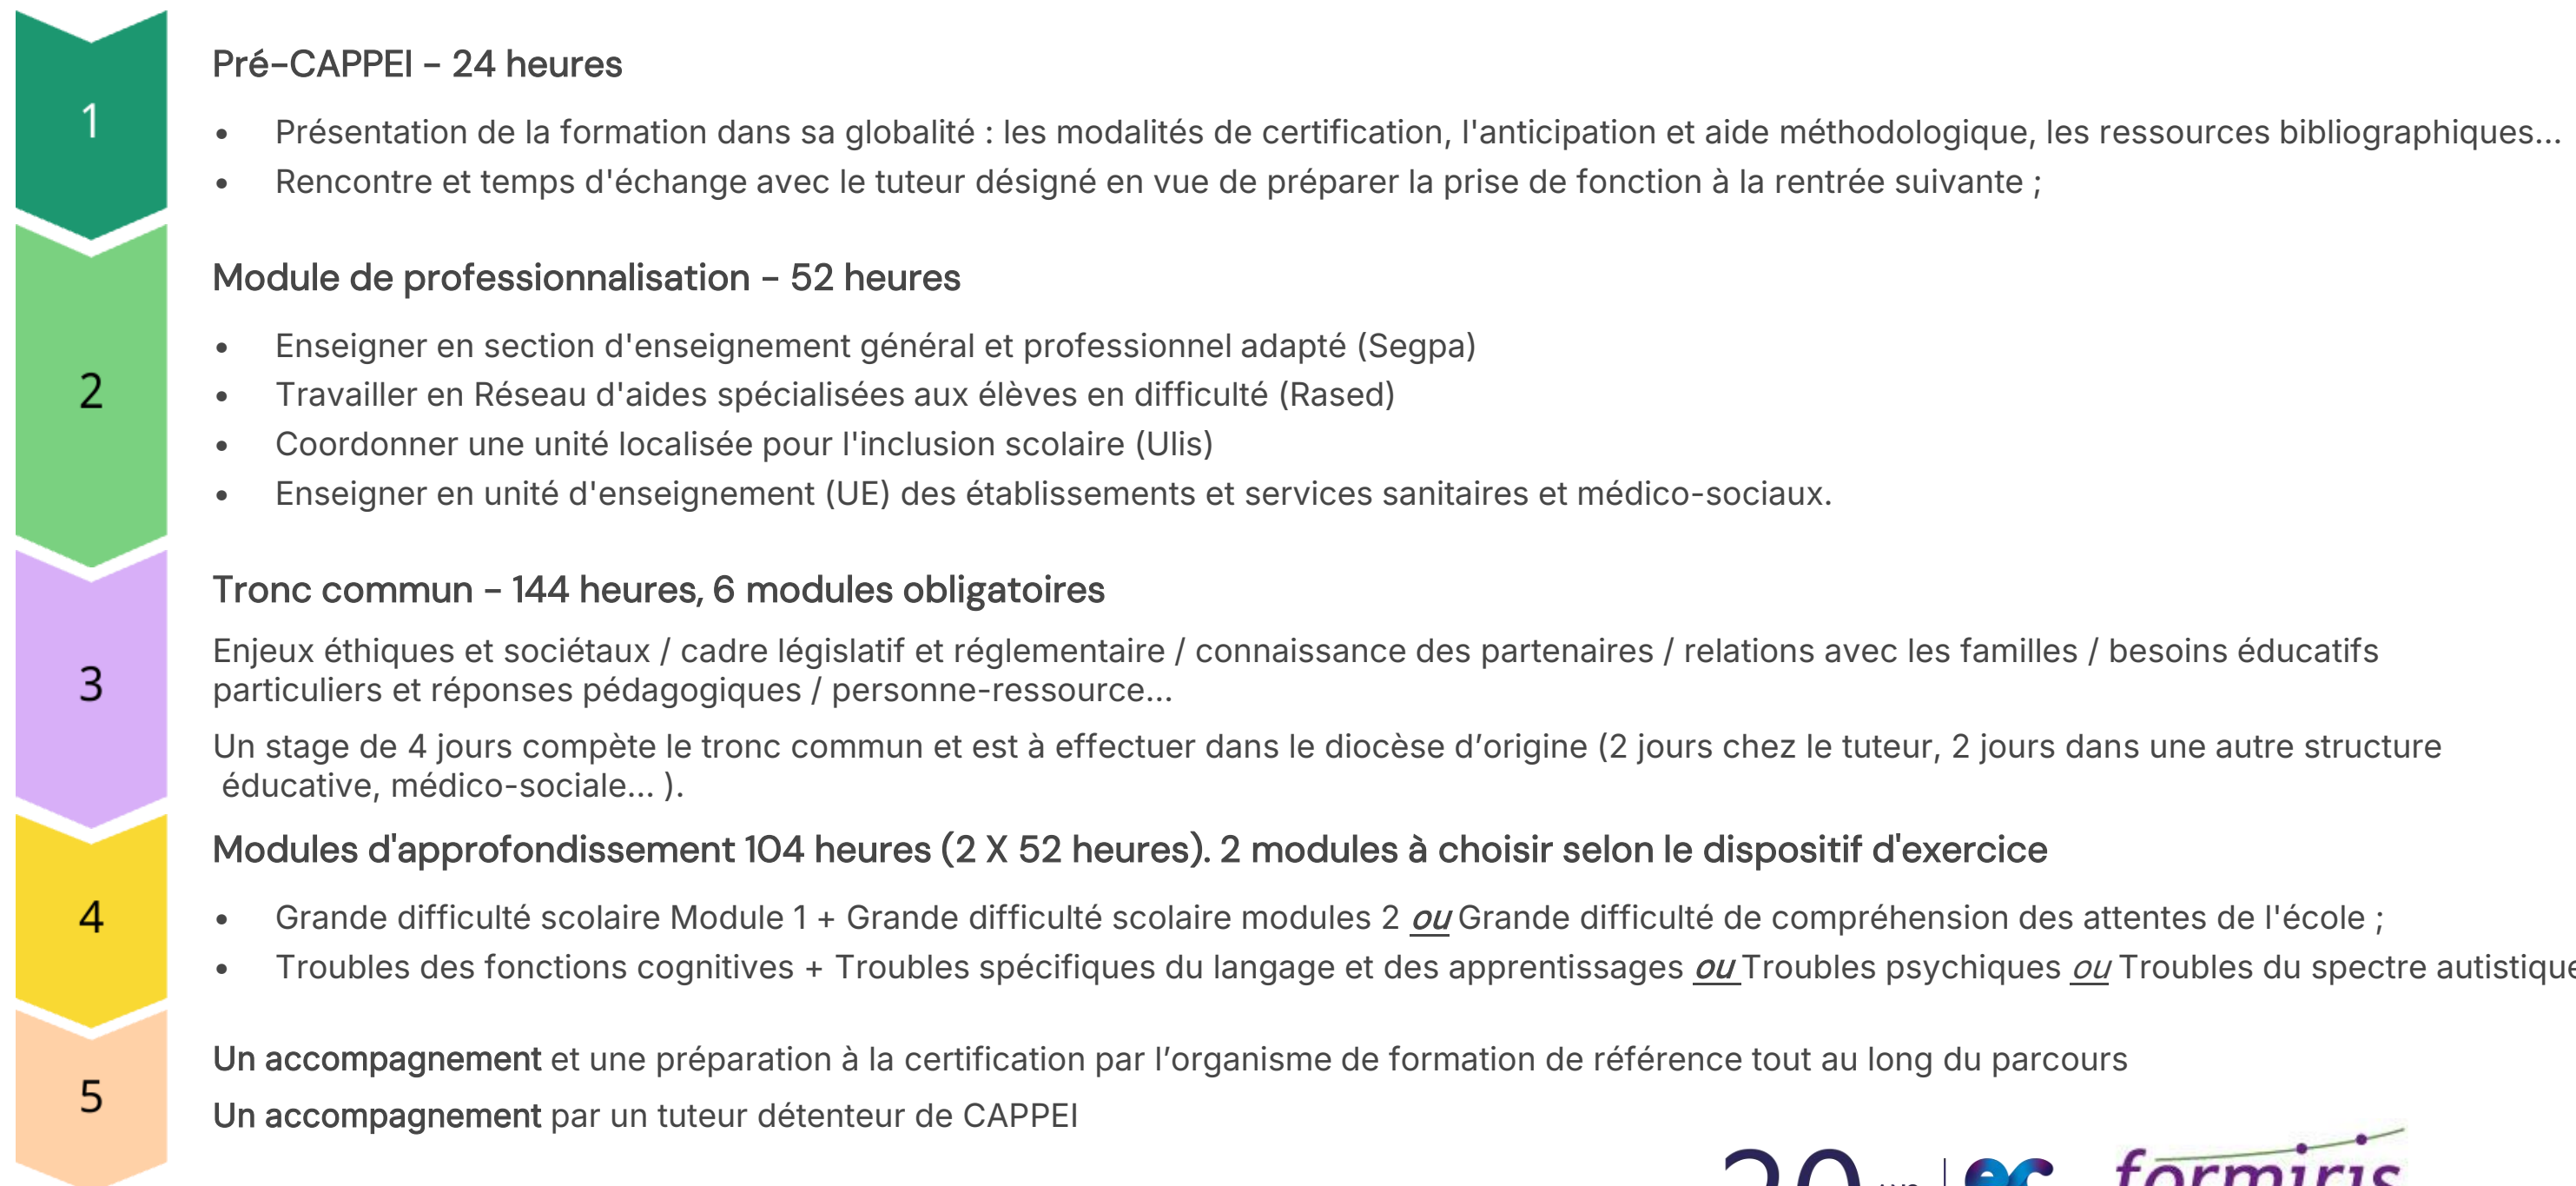 1
Pré-CAPPEI - 24 heures
• Présentation de la formation dans sa globalité : les modalités de certification, l'anticipation et aide méthodologique, les ressources bibliographiques...
• Rencontre et temps d'échange avec le tuteur désigné en vue de préparer la prise de fonction à la rentrée suivante ;
2
Module de professionnalisation - 52 heures
• Enseigner en section d'enseignement général et professionnel adapté (Segpa)
• Travailler en Réseau d'aides spécialisées aux élèves en difficulté (Rased)
• Coordonner une unité localisée pour l'inclusion scolaire (Ulis)
• Enseigner en unité d'enseignement (UE) des établissements et services sanitaires et médico-sociaux.
3
Tronc commun - 144 heures, 6 modules obligatoires
Enjeux éthiques et sociétaux / cadre législatif et réglementaire / connaissance des partenaires / relations avec les familles / besoins éducatifs
particuliers et réponses pédagogiques / personne-ressource...
Un stage de 4 jours compète le tronc commun et est à effectuer dans le diocèse d’origine (2 jours chez le tuteur, 2 jours dans une autre structure
éducative, médico-sociale... ).
4
Modules d'approfondissement 104 heures (2 X 52 heures). 2 modules à choisir selon le dispositif d'exercice
• Grande difficulté scolaire Module 1 + Grande difficulté scolaire modules 2 ou Grande difficulté de compréhension des attentes de l'école ;
• Troubles des fonctions cognitives + Troubles spécifiques du langage et des apprentissages ou Troubles psychiques ou Troubles du spectre autistique
5
Un accompagnement et une préparation à la certification par l’organisme de formation de référence tout au long du parcours
Un accompagnement par un tuteur détenteur de CAPPEI
formiris